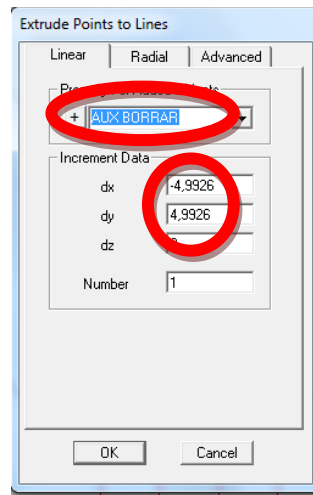 Extrude Points to Lines
Linear Radial Advanced
+ AUX BORRAR
Increment Data
dx -4,9926
dy 4,9926
dz
Number 1
OK Cancel